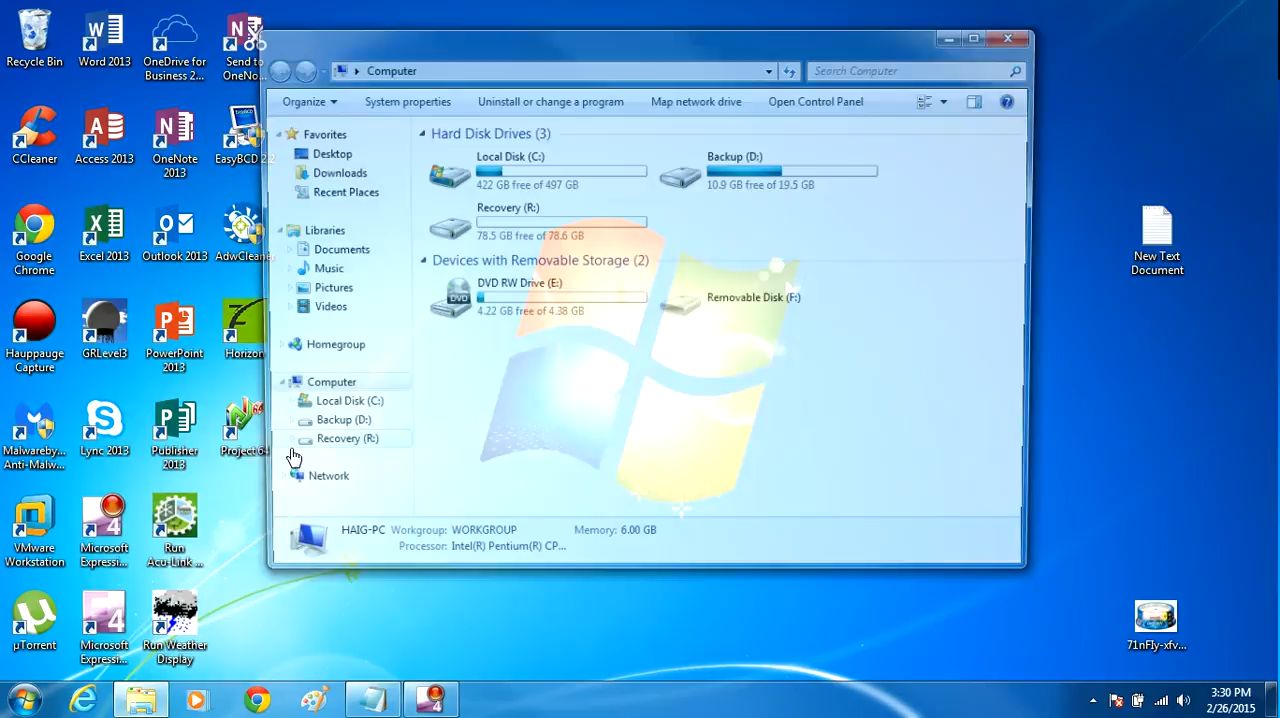 Recycle Bin
Word 2013
OneDrive for
Business 2...
Send to
OneNo...
CCleaner
Access 2013
OneNote
2013
EasyBCD 2.2
Google
Chrome
Excel 2013
Outlook 2013
AdwCleane
Hauppauge
Capture
GRLevel3
PowerPoint
2013
Horizon
Malwareby...
Anti-Malw...
Lync 2013
Publisher
2013
Project 64
VMware
Workstation
Microsoft
Expressi...
Run
Acu-Link ...
µTorrent
Microsoft
Expressi...
Run Weather
Display
Computer
Search Computer
Organize
System properties
Uninstall or change a program
Map network drive
Open Control Panel
Favorites
Desktop
Downloads
Recent Places
Libraries
Documents
Music
Pictures
Videos
Homegroup
Computer
Local Disk (C:)
Backup (D:)
Recovery (R:)
Network
Hard Disk Drives (3)
Local Disk (C:)
422 GB free of 497 GB
Backup (D:)
10.9 GB free of 19.5 GB
Recovery (R:)
78.5 GB free of 78.6 GB
Devices with Removable Storage (2)
DVD RW Drive (E:)
DVD
4.22 GB free of 4.38 GB
Removable Disk (F:)
HAIG-PC Workgroup: WORKGROUP Memory: 6.00 GB
Processor: Intel(R) Pentium(R) CP...
New Text
Document
71nFIy-xfv...
3:30 PM
2/26/2015